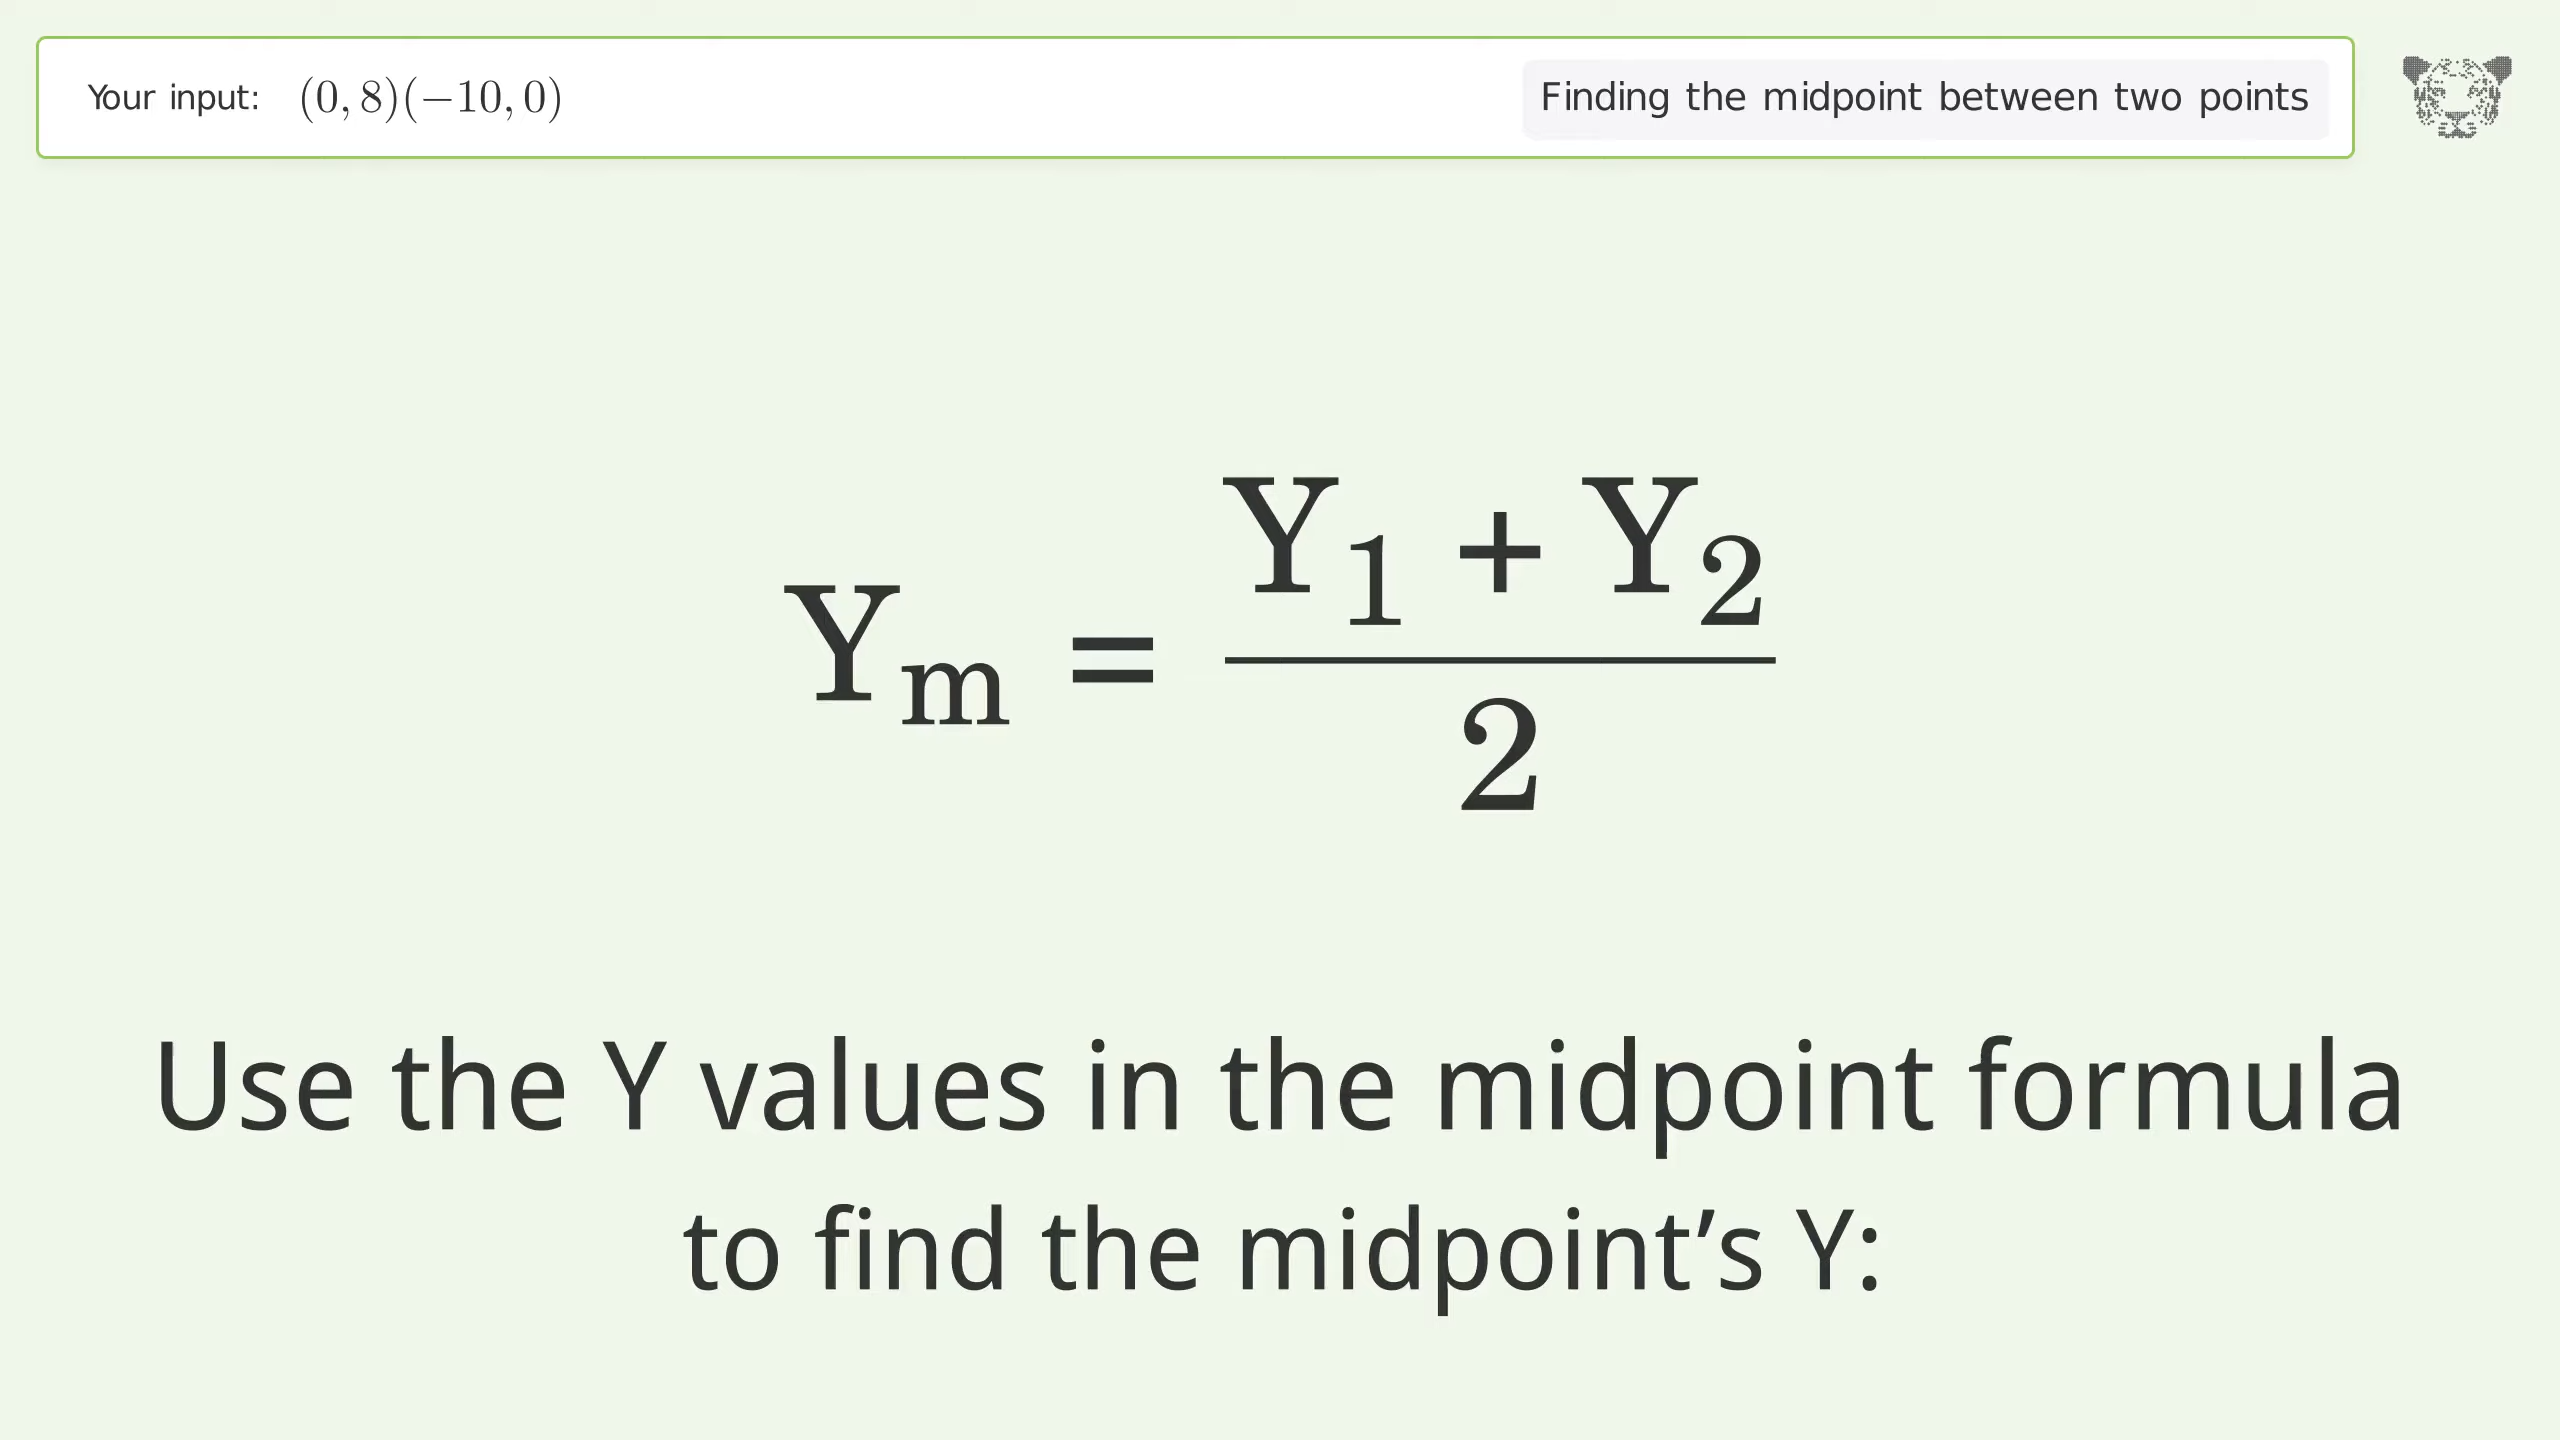 Your input: (0, 8)(−10, 0) Finding the midpoint between two points
Yₘ = (Y₁ + Y₂) / 2
Use the Y values in the midpoint formula
to find the midpoint’s Y: